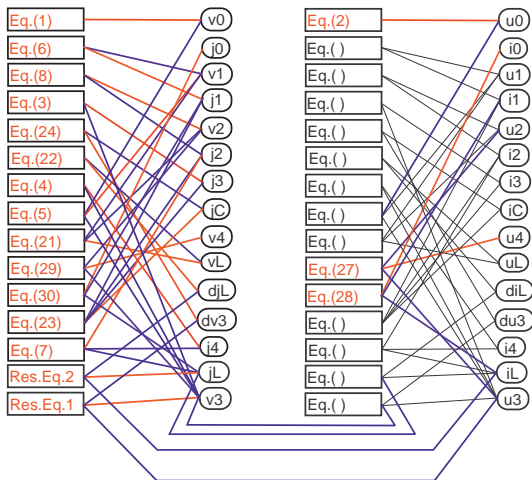 Eq.(1) v0 Eq.(2) u0
j0 i0
Eq.(6) v1 Eq.( ) u1
Eq.(8) j1 Eq.( ) i1
Eq.(3) v2 Eq.( ) u2
Eq.(24) j2 Eq.( ) i2
Eq.(22) j3 Eq.( ) i3
Eq.(4) jC Eq.( ) iC
Eq.(5) v4 Eq.( ) u4
Eq.(21) vL Eq.( ) uL
Eq.(29) djL Eq.(27) diL
Eq.(30) dv3 Eq.(28) du3
Eq.(23) j4 Eq.( ) i4
Eq.(7) jL Eq.( ) iL
Res.Eq.2 v3 Eq.( ) u3
Res.Eq.1 Eq.( )